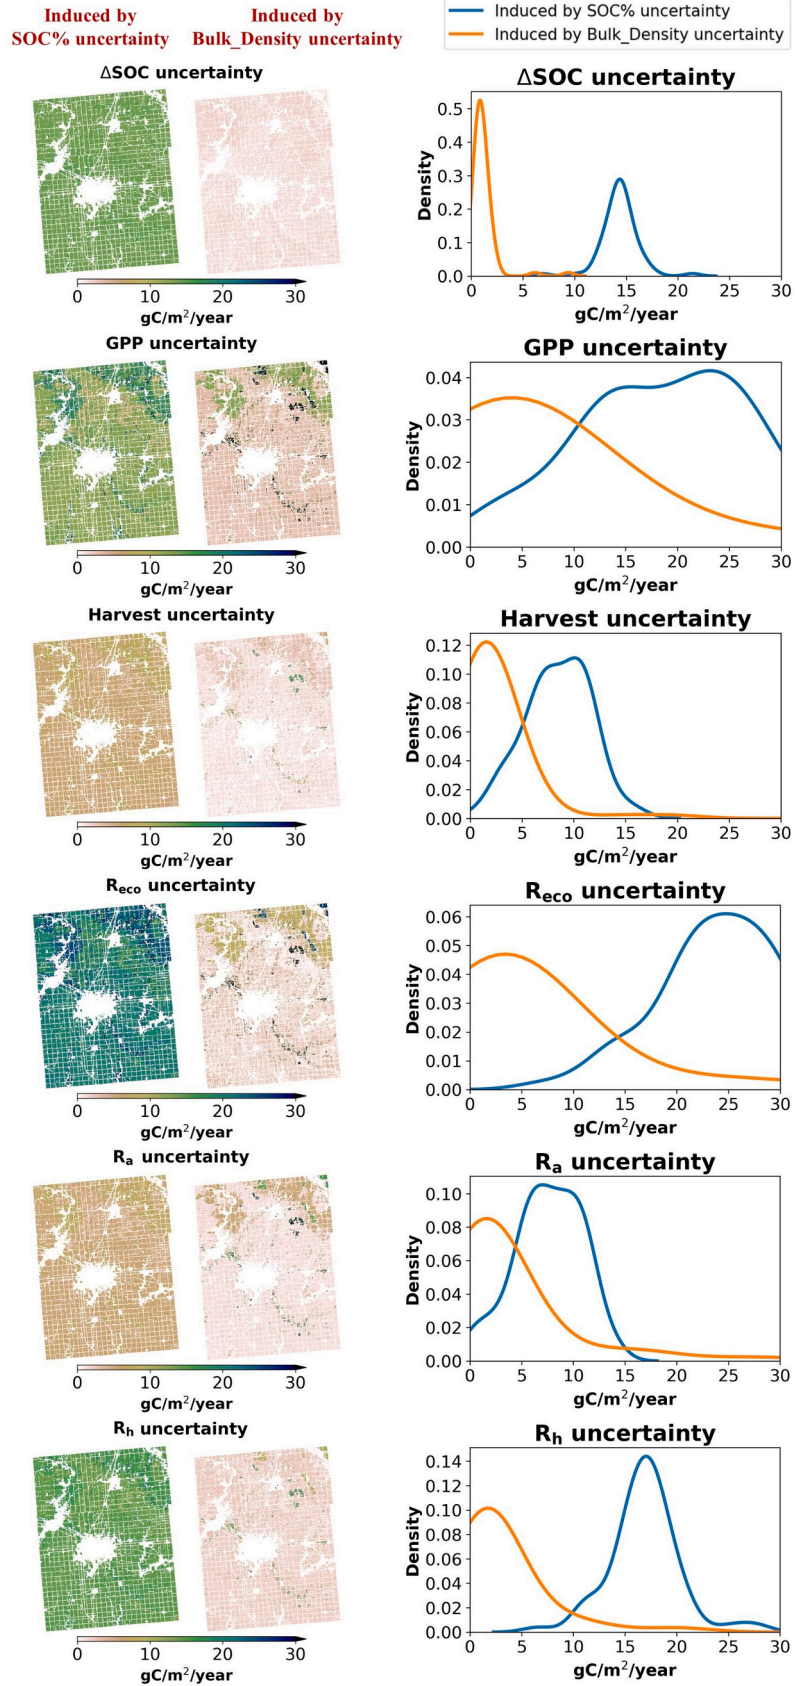 Induced by
SOC% uncertainty
Induced by
Bulk_Density uncertainty
Induced by SOC% uncertainty
Induced by Bulk_Density uncertainty
ΔSOC uncertainty
0 10 20 30
gC/m²/year
ΔSOC uncertainty
Density
0.5
0.4
0.3
0.2
0.1
0.0
0 5 10 15 20 25 30
gC/m²/year
GPP uncertainty
0 10 20 30
gC/m²/year
GPP uncertainty
Density
0.04
0.03
0.02
0.01
0.00
0 5 10 15 20 25 30
gC/m²/year
Harvest uncertainty
0 10 20 30
gC/m²/year
Harvest uncertainty
Density
0.12
0.10
0.08
0.06
0.04
0.02
0.00
0 5 10 15 20 25 30
gC/m²/year
Reco uncertainty
0 10 20 30
gC/m²/year
Reco uncertainty
Density
0.06
0.05
0.04
0.03
0.02
0.01
0.00
0 5 10 15 20 25 30
gC/m²/year
Ra uncertainty
0 10 20 30
gC/m²/year
Ra uncertainty
Density
0.10
0.08
0.06
0.04
0.02
0.00
0 5 10 15 20 25 30
gC/m²/year
Rh uncertainty
0 10 20 30
gC/m²/year
Rh uncertainty
Density
0.14
0.12
0.10
0.08
0.06
0.04
0.02
0.00
0 5 10 15 20 25 30
gC/m²/year